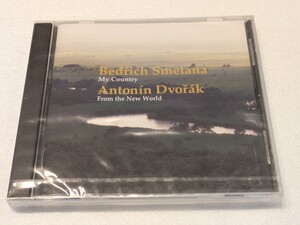 Bedřich Smetana
My Country
Antonín Dvořák
From the New World